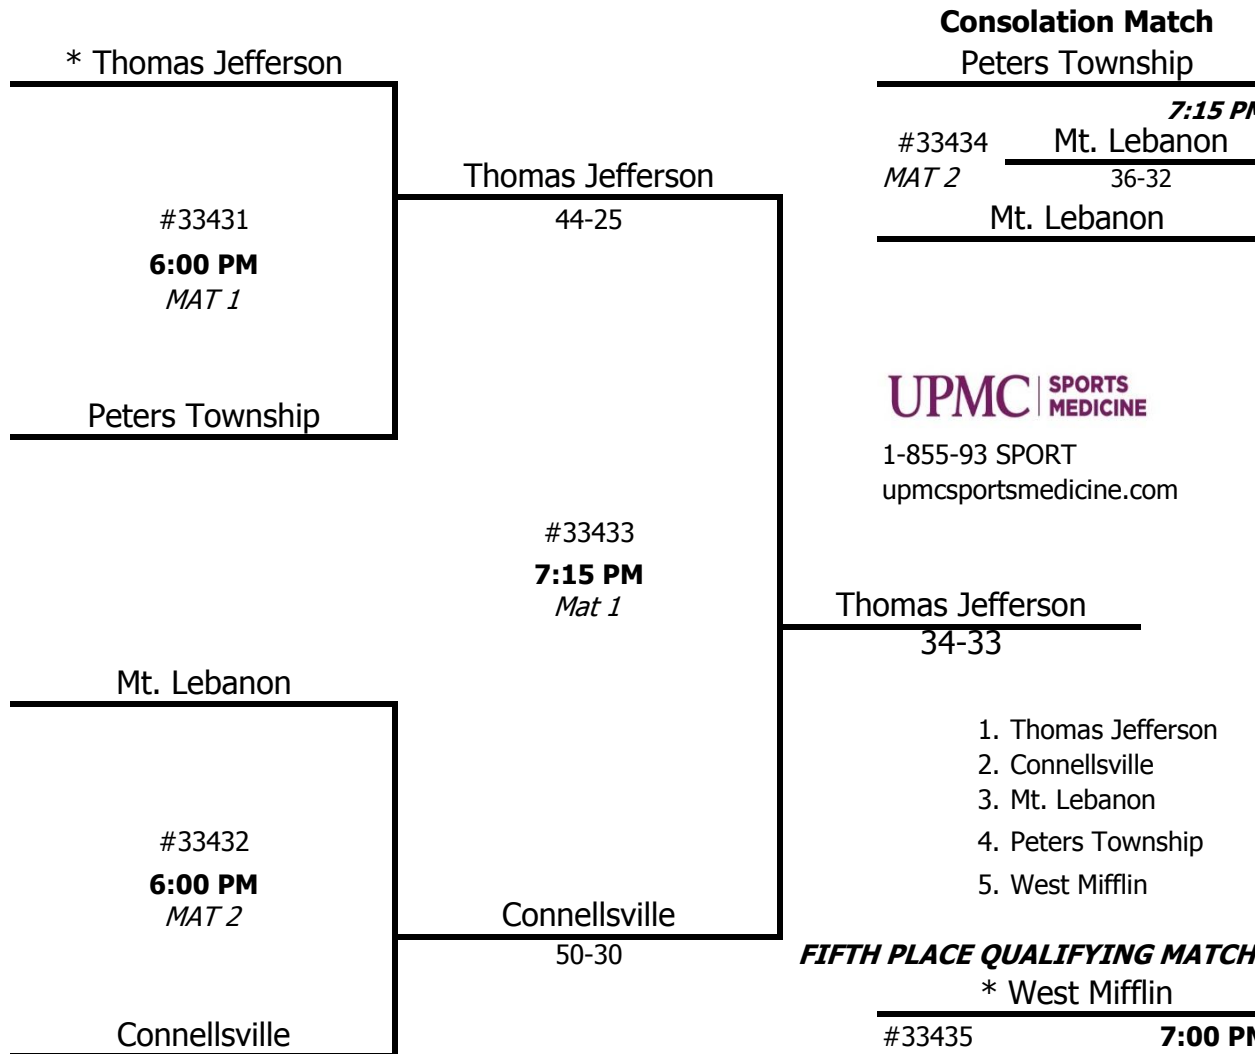 * Thomas Jefferson
#33431
6:00 PM
MAT 1
Peters Township
Mt. Lebanon
#33432
6:00 PM
MAT 2
Connellsville
Thomas Jefferson
44-25
#33433
7:15 PM
Mat 1
Connellsville
50-30
Thomas Jefferson
34-33
Consolation Match
Peters Township
7:15 PM
#33434 Mt. Lebanon
MAT 2 36-32
Mt. Lebanon
UPMC SPORTS
MEDICINE
1-855-93 SPORT
upmcsportsmedicine.com
1. Thomas Jefferson
2. Connellsville
3. Mt. Lebanon
4. Peters Township
5. West Mifflin
FIFTH PLACE QUALIFYING MATCH
* West Mifflin
#33435 7:00 PM